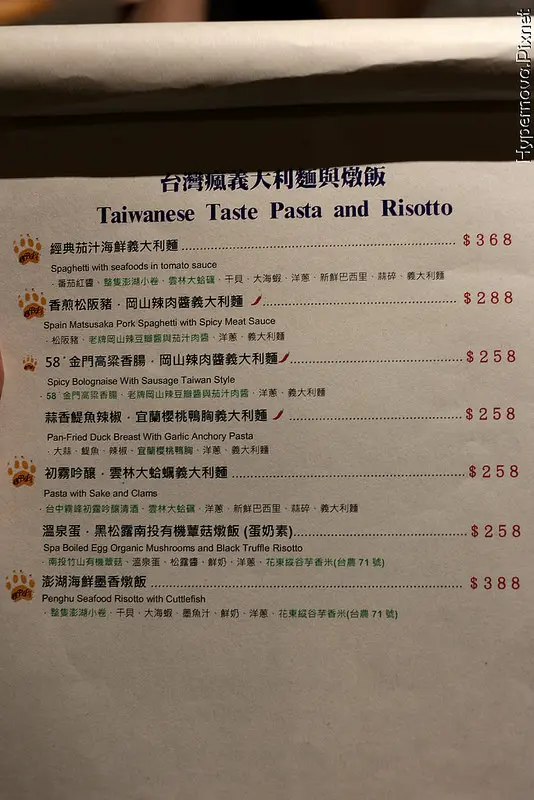 Hypernova.Pixnet
台灣瘋義大利麵與燉飯
Taiwanese Taste Pasta and Risotto
經典茄汁海鮮義大利麵 $368
Spaghetti with seafoods in tomato sauce
·番茄紅醬·整隻澎湖小卷·雲林大蛤蠣·干貝·大海蝦·洋蔥·新鮮巴西里·蒜碎·義大利麵
香煎松阪豬·岡山辣肉醬義大利麵 $288
Spain Matsusaka Pork Spaghetti with Spicy Meat Sauce
·松阪豬·老牌岡山辣豆瓣醬與茄汁肉醬·洋蔥·義大利麵
58˚金門高粱香腸·岡山辣肉醬義大利麵 $258
Spicy Bolognaise With Sausage Taiwan Style
·58˚金門高粱香腸·老牌岡山辣豆瓣醬與茄汁肉醬·洋蔥·義大利麵
蒜香鯷魚辣椒·宜蘭櫻桃鴨胸義大利麵 $258
Pan-Fried Duck Breast With Garlic Anchory Pasta
·大蒜·鯷魚·辣椒·宜蘭櫻桃鴨胸·洋蔥·義大利麵
初霧吟釀·雲林大蛤蠣義大利麵 $258
Pasta with Sake and Clams
·台中霧峰初霧吟釀清酒·雲林大蛤蠣·洋蔥·新鮮巴西里·蒜碎·義大利麵
溫泉蛋·黑松露南投有機蕈菇燉飯 (蛋奶素) $258
Spa Boiled Egg Organic Mushrooms and Black Truffle Risotto
·南投竹山有機蕈菇·溫泉蛋·松露醬·鮮奶·洋蔥·花東縱谷芋香米(台農71號)
澎湖海鮮墨香燉飯 $388
Penghu Seafood Risotto with Cuttlefish
·整隻澎湖小卷·干貝·大海蝦·墨魚汁·鮮奶·洋蔥·花東縱谷芋香米(台農71號)